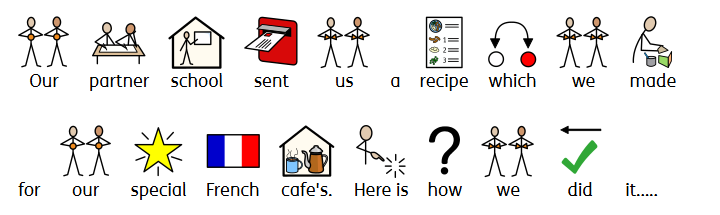 Our partner school sent us a recipe which we made
for our special French cafe's. Here is how we did it.....